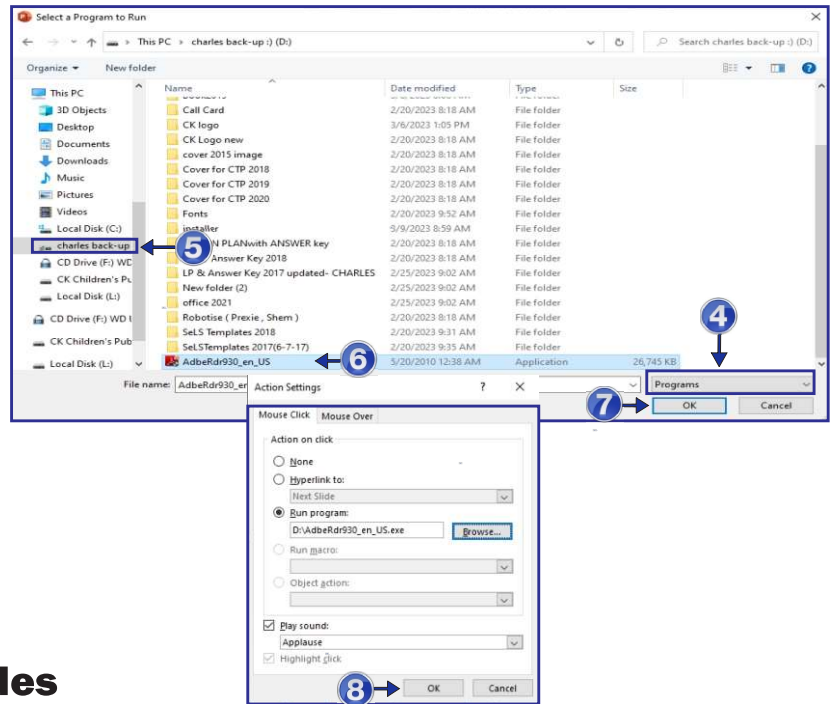 Select a Program to Run
This PC > charles back-up :) (D:)
Search charles back-up :) (D:)
Organize
New folder
This PC
3D Objects
Desktop
Documents
Downloads
Music
Pictures
Videos
Local Disk (C:)
charles back-up
CD Drive (F:) WD
CK Children's Pu
Local Disk (L:)
CD Drive (F:) WD U
CK Children's Pub
Local Disk (L:)
Name Date modified Type Size
Call Card 2/20/2023 8:18 AM File folder
CK logo 3/6/2023 1:05 PM File folder
CK Logo new 2/20/2023 8:18 AM File folder
cover 2015 image 2/20/2023 8:18 AM File folder
Cover for CTP 2018 2/20/2023 8:18 AM File folder
Cover for CTP 2019 2/20/2023 8:18 AM File folder
Cover for CTP 2020 2/20/2023 8:18 AM File folder
Fonts 2/20/2023 9:52 AM File folder
installer 9/9/2023 8:59 AM File folder
N PLANwith ANSWER key 2/20/2023 8:18 AM File folder
Answer Key 2018 2/20/2023 8:18 AM File folder
LP & Answer Key 2017 updated- CHARLES 2/25/2023 9:02 AM File folder
New folder (2) 2/25/2023 9:02 AM File folder
office 2021 2/25/2023 9:02 AM File folder
Robotise ( Prexie , Shem ) 2/20/2023 8:18 AM File folder
SeLS Templates 2018 2/20/2023 9:31 AM File folder
SeLSTemplates 2017(6-7-17) 2/20/2023 9:35 AM File folder
AdbeRdr930_en_US 5/20/2010 12:38 AM Application 26,745 KB
5
6
4
File name: AdbeRdr930_er
Programs
7
OK Cancel
Action Settings ? ×
Mouse Click Mouse Over
Action on click
None
Hyperlink to:
Next Slide
Run program:
D:\AdbeRdr930_en_US.exe Browse...
Run macro:
Object action:
Play sound:
Applause
Highlight click
8
OK Cancel
les